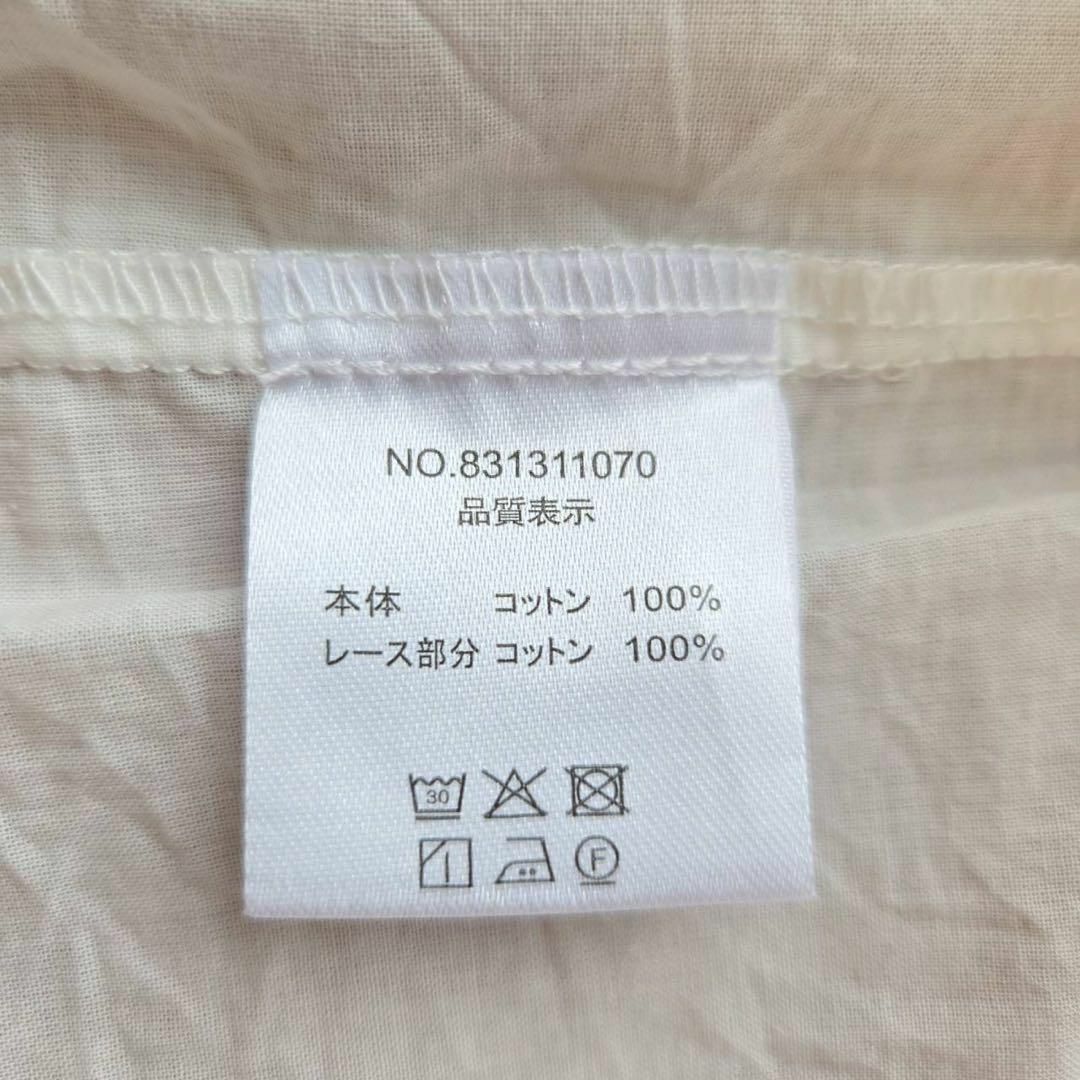 NO.831311070
品質表示
本体 コットン 100%
レース部分 コットン 100%
30
F